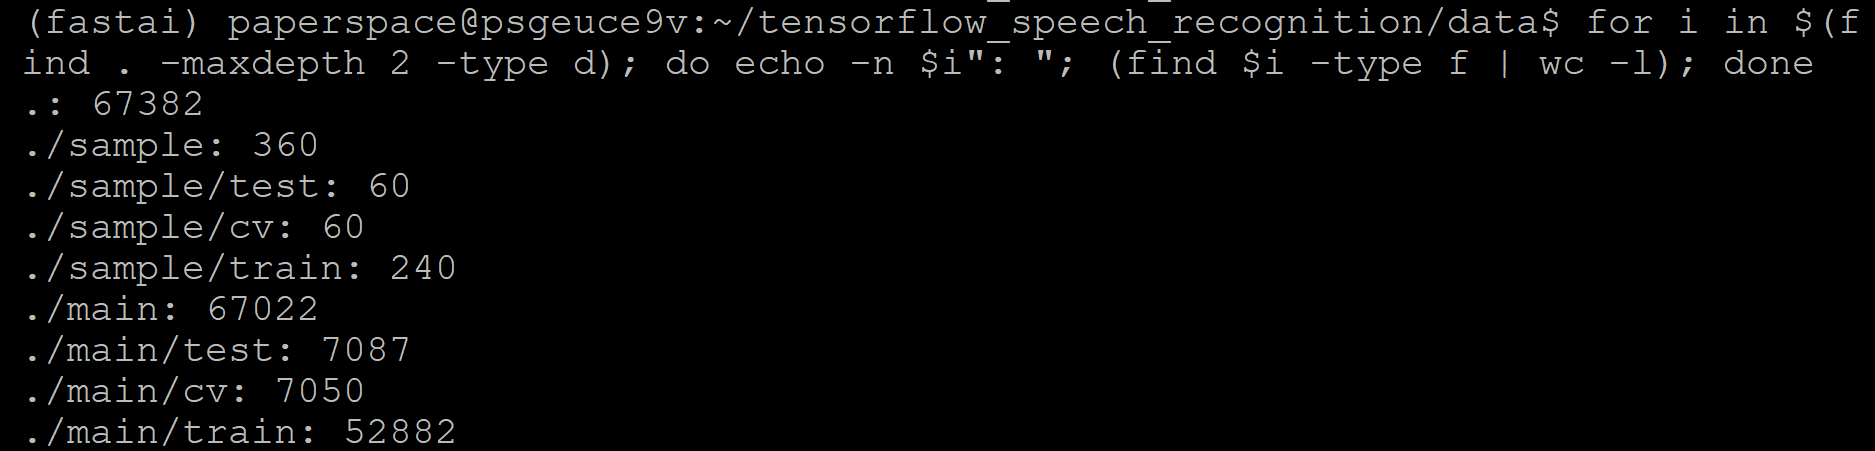 (fastai) paperspace@psgeuce9v:~/tensorflow_speech_recognition/data$ for i in $(f
ind . -maxdepth 2 -type d); do echo -n $i": "; (find $i -type f | wc -l); done
.: 67382
./sample: 360
./sample/test: 60
./sample/cv: 60
./sample/train: 240
./main: 67022
./main/test: 7087
./main/cv: 7050
./main/train: 52882